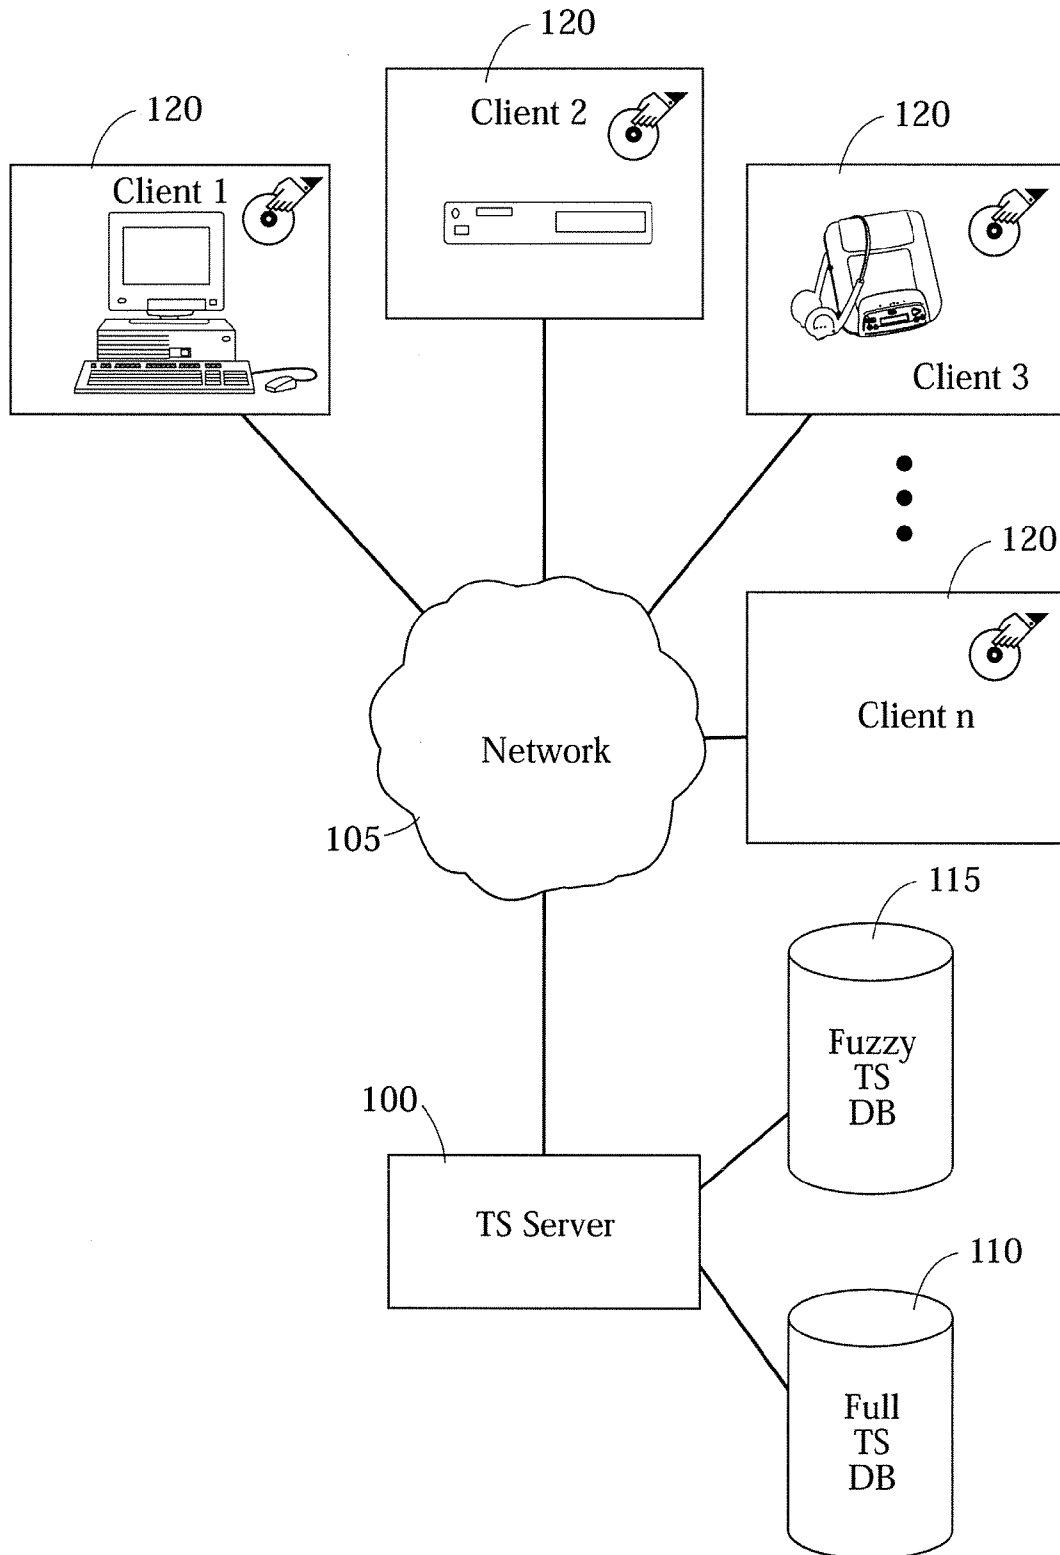 120
Client 2
120
Client 1
120
Client 3
120
Client n
Network
105
115
Fuzzy
TS
DB
100
TS Server
110
Full
TS
DB